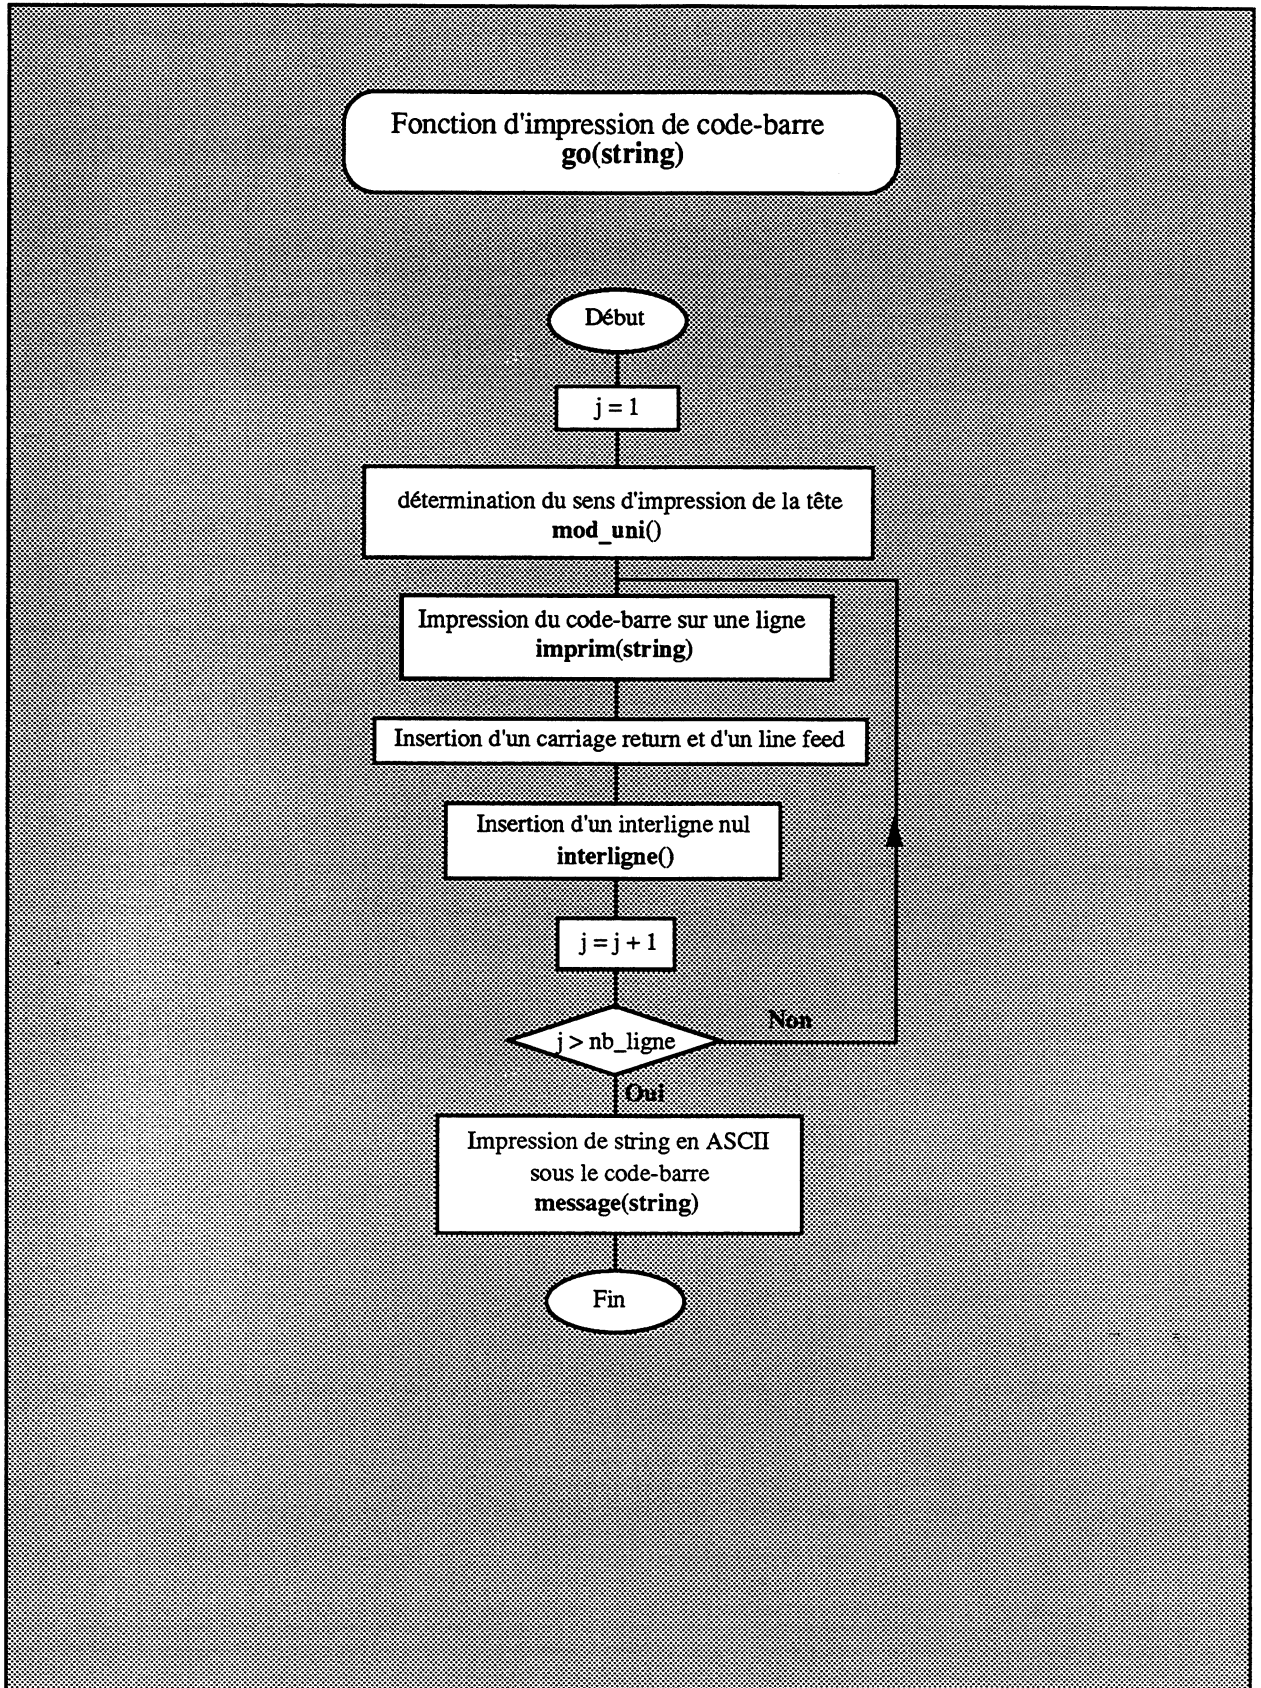 Fonction d'impression de code-barre
go(string)
Début
j = 1
détermination du sens d'impression de la tête
mod_uni()
Impression du code-barre sur une ligne
imprim(string)
Insertion d'un carriage return et d'un line feed
Insertion d'un interligne nul
interligne()
j = j + 1
j > nb_ligne
Non
Oui
Impression de string en ASCII
sous le code-barre
message(string)
Fin